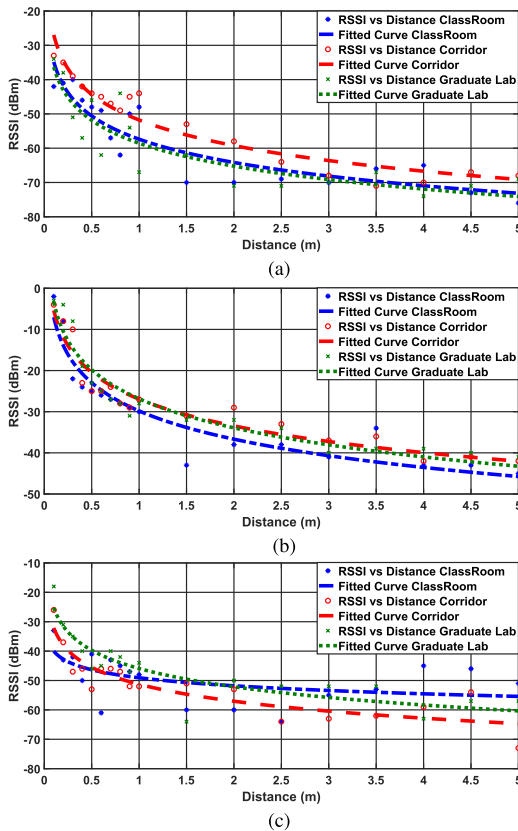 -20
-30
-40
-50
-60
-70
-80
RSSI (dBm)
RSSI vs Distance ClassRoom
Fitted Curve ClassRoom
RSSI vs Distance Corridor
Fitted Curve Corridor
RSSI vs Distance Graduate Lab
Fitted Curve Graduate Lab
0 0.5 1 1.5 2 2.5 3 3.5 4 4.5 5
Distance (m)
(a)
0
-10
-20
-30
-40
-50
RSSI (dBm)
RSSI vs Distance ClassRoom
Fitted Curve ClassRoom
RSSI vs Distance Corridor
Fitted Curve Corridor
RSSI vs Distance Graduate Lab
Fitted Curve Graduate Lab
0 0.5 1 1.5 2 2.5 3 3.5 4 4.5 5
Distance (m)
(b)
-10
-20
-30
-40
-50
-60
-70
-80
RSSI (dBm)
RSSI vs Distance ClassRoom
Fitted Curve ClassRoom
RSSI vs Distance Corridor
Fitted Curve Corridor
RSSI vs Distance Graduate Lab
Fitted Curve Graduate Lab
0 0.5 1 1.5 2 2.5 3 3.5 4 4.5 5
Distance (m)
(c)